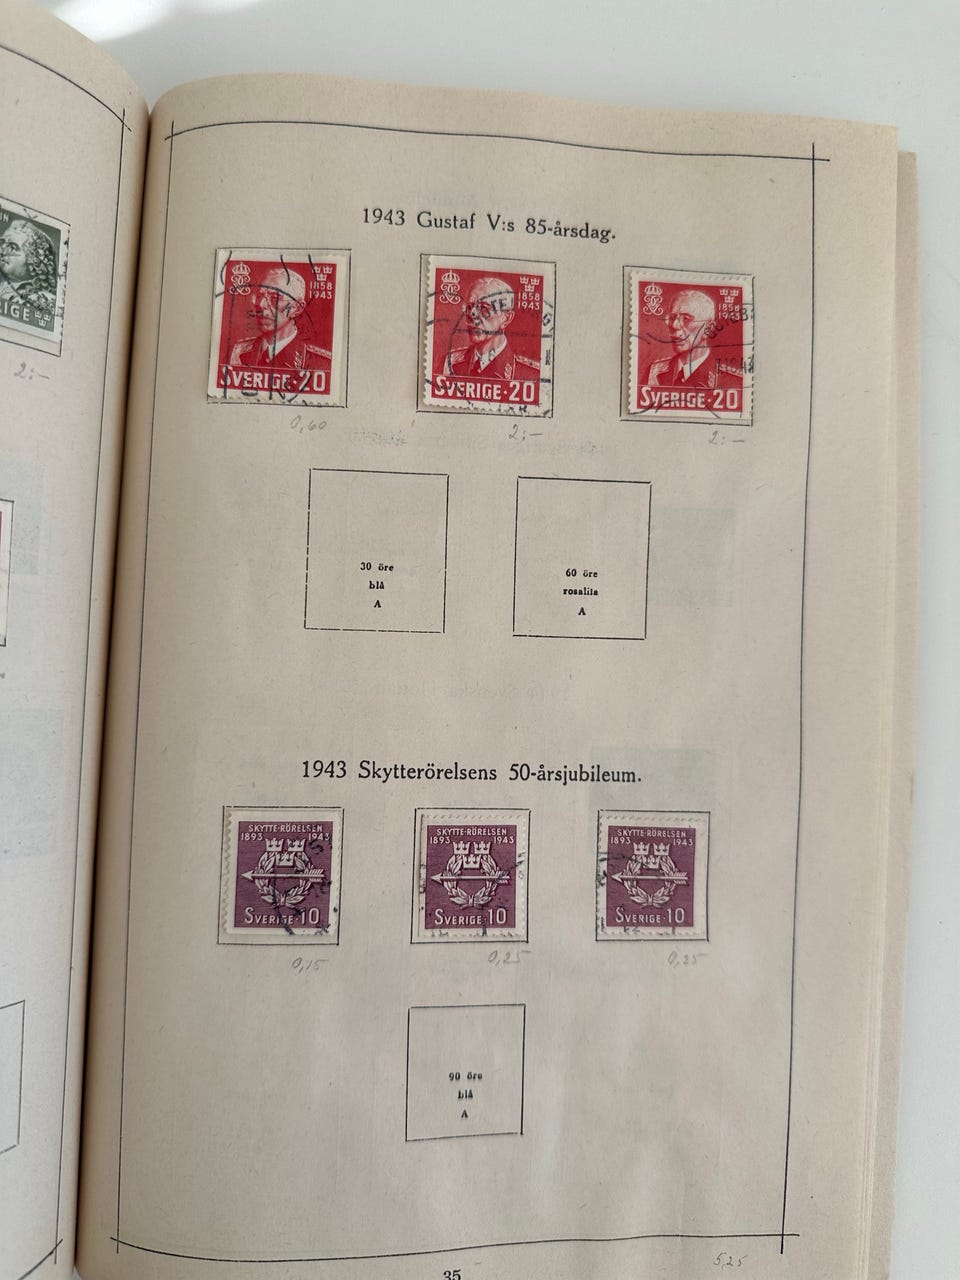 1943 Gustaf V:s 85-årsdag.
1858
1943
SVERIGE·20
1858
1943
GÖTEBORG
SVERIGE·20
1858
1943
SVERIGE·20
0,60
2:-
2:-
2:-
30 öre
blå
A
60 öre
rosalila
A
1943 Skytterörelsens 50-årsjubileum.
SKYTTE-RÖRELSEN
1893 1943
SVERIGE·10
SKYTTE-RÖRELSEN
1893 1943
SVERIGE·10
SKYTTE-RÖRELSEN
1893 1943
SVERIGE·10
0,15
0,25
0,25
90 öre
blå
A
35
5,25